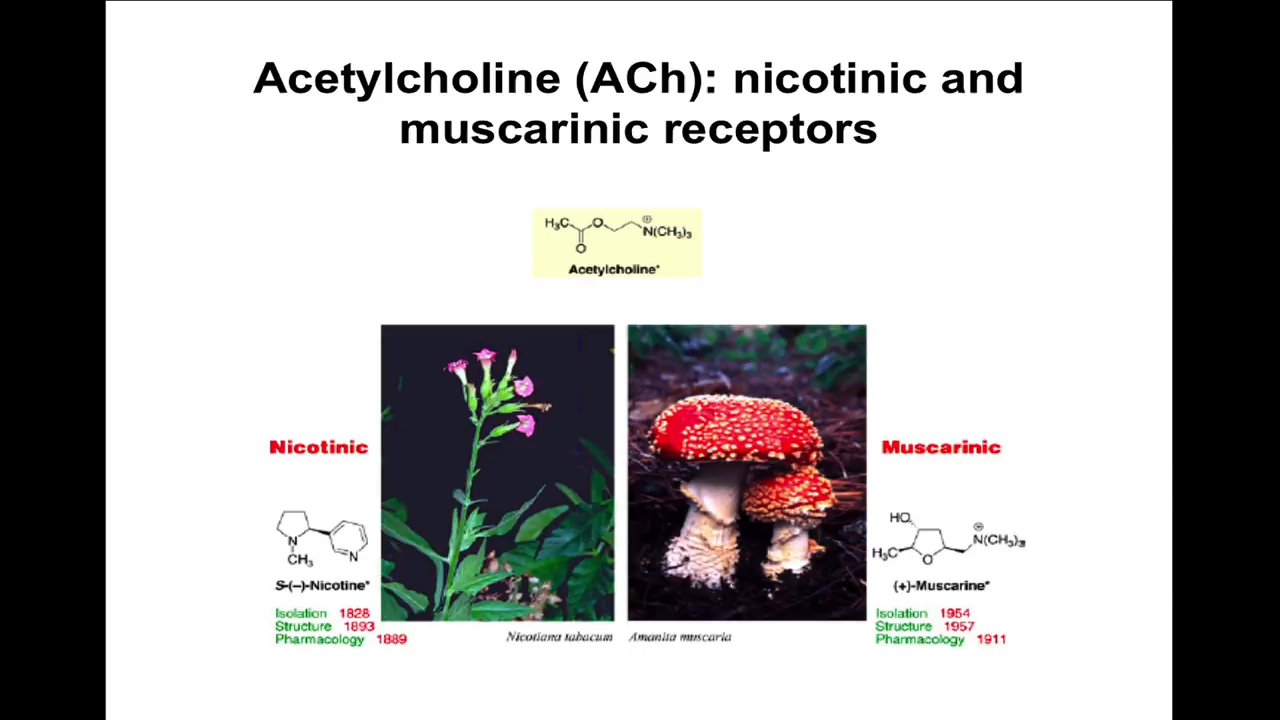 Acetylcholine (ACh): nicotinic and
muscarinic receptors
H₃C O N(CH₃)₃
O
Acetylcholine*
Nicotinic
N
CH₃
N
S-(–)-Nicotine*
Isolation 1828
Structure 1893
Pharmacology 1889
Nicotiana tabacum
Amanita muscaria
Muscarinic
HO
H₃C O N(CH₃)₃
(+)-Muscarine*
Isolation 1954
Structure 1957
Pharmacology 1911